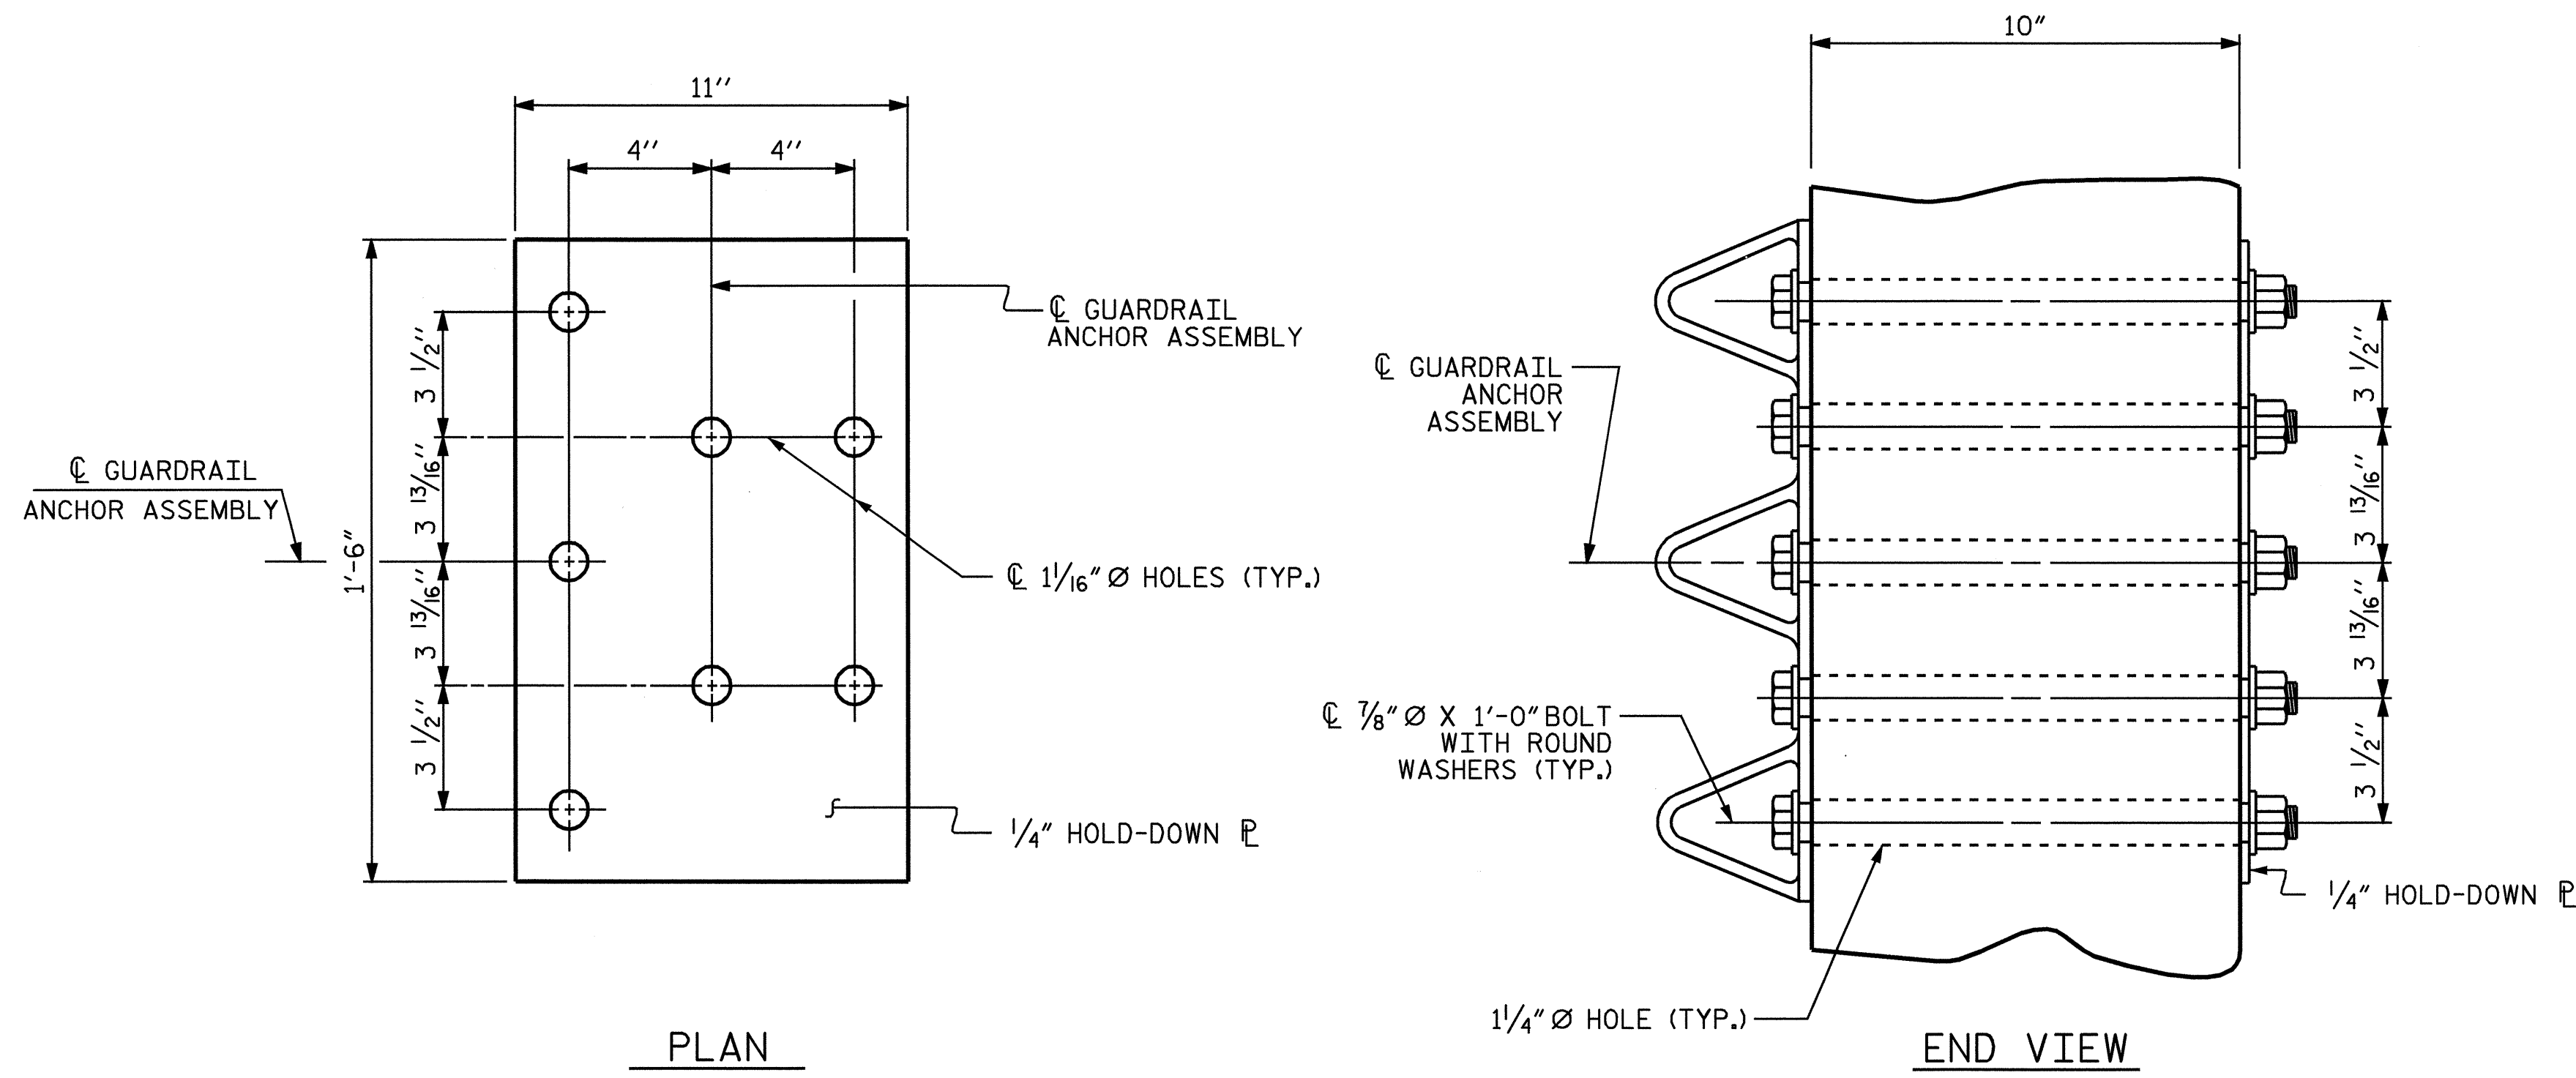 11"
4" 4"
℄ GUARDRAIL
ANCHOR ASSEMBLY
3 1/2"
3 13/16"
3 13/16"
3 1/2"
1'-6"
℄ GUARDRAIL
ANCHOR ASSEMBLY
℄ 1 1/16" Ø HOLES (TYP.)
1/4" HOLD-DOWN ⅊
PLAN
10"
℄ GUARDRAIL
ANCHOR
ASSEMBLY
3 1/2"
3 13/16"
3 13/16"
3 1/2"
℄ 7/8" Ø X 1'-0" BOLT
WITH ROUND
WASHERS (TYP.)
1/4" HOLD-DOWN ⅊
1 1/4" Ø HOLE (TYP.)
END VIEW